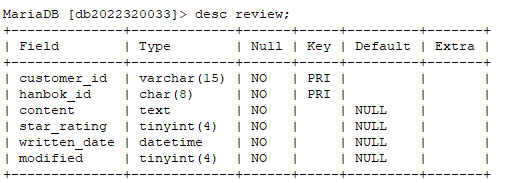 MariaDB [db2022320033]> desc review;
+--------------+-------------+------+-----+---------+-------+
| Field        | Type        | Null | Key | Default | Extra |
+--------------+-------------+------+-----+---------+-------+
| customer_id  | varchar(15) | NO   | PRI |         |       |
| hanbok_id    | char(8)     | NO   | PRI |         |       |
| content      | text        | NO   |     | NULL    |       |
| star_rating  | tinyint(4)  | NO   |     | NULL    |       |
| written_date | datetime    | NO   |     | NULL    |       |
| modified     | tinyint(4)  | NO   |     | NULL    |       |
+--------------+-------------+------+-----+---------+-------+